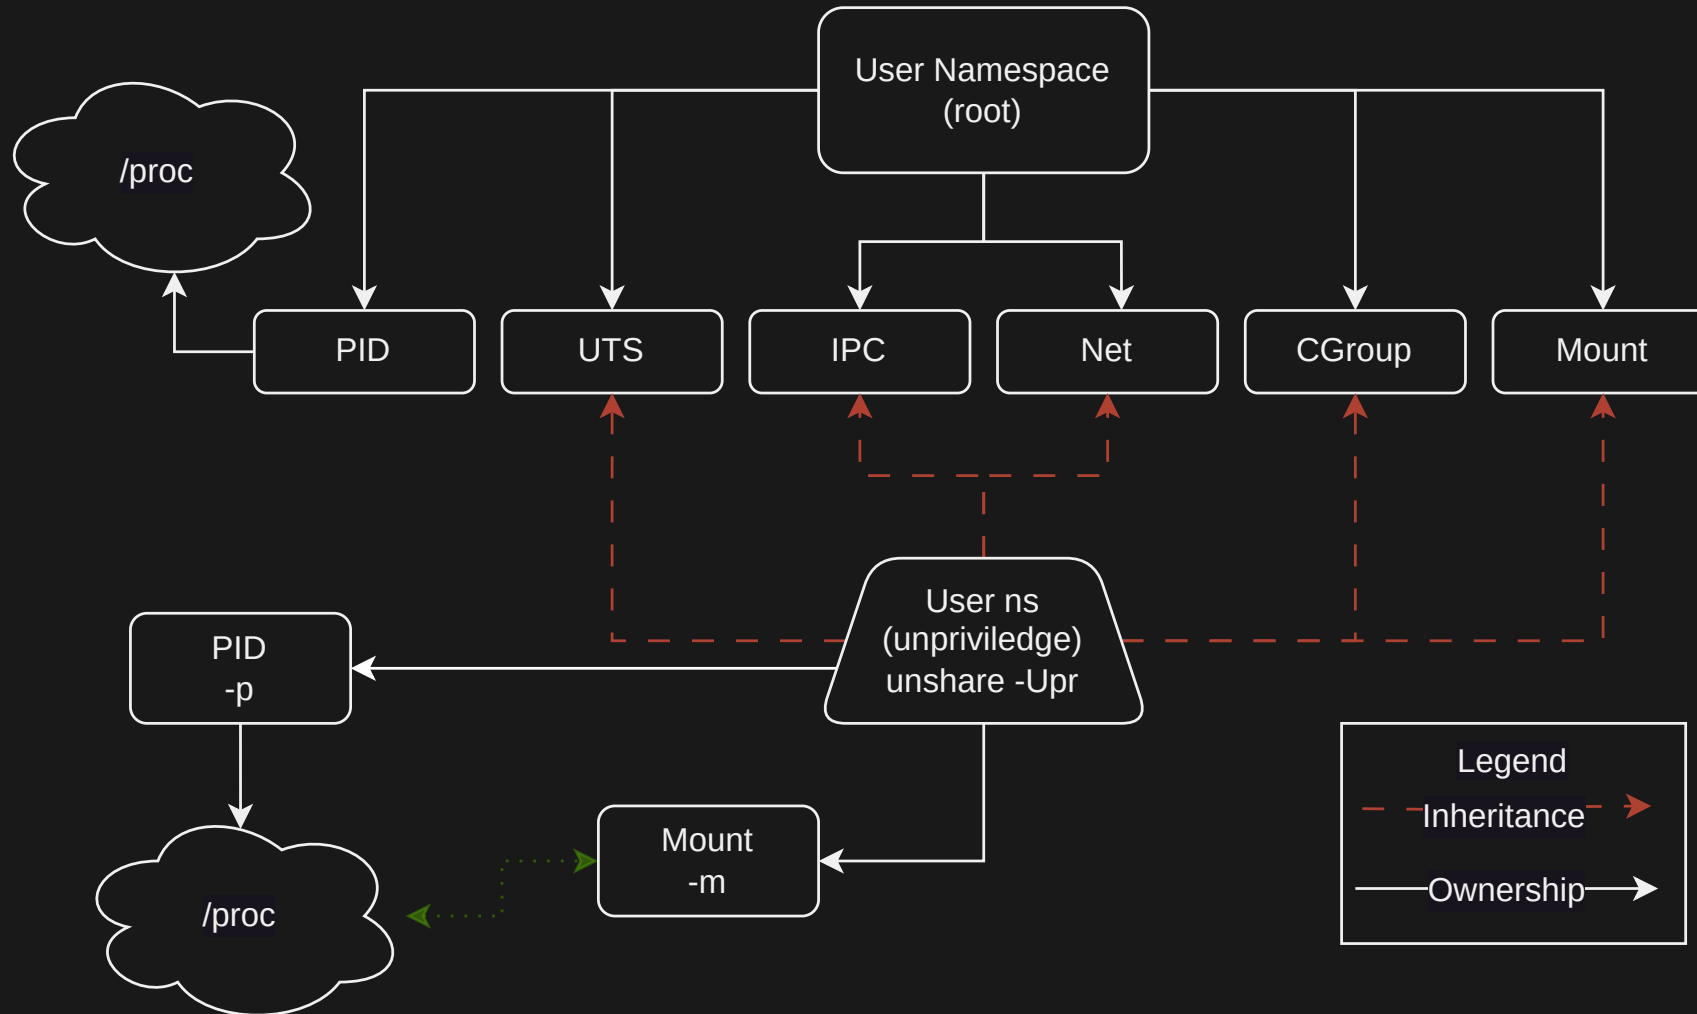 User Namespace
(root)
/proc
PID
UTS
IPC
Net
CGroup
Mount
User ns
(unpriviledge)
unshare -Upr
PID
-p
Mount
-m
/proc
Legend
Inheritance
Ownership